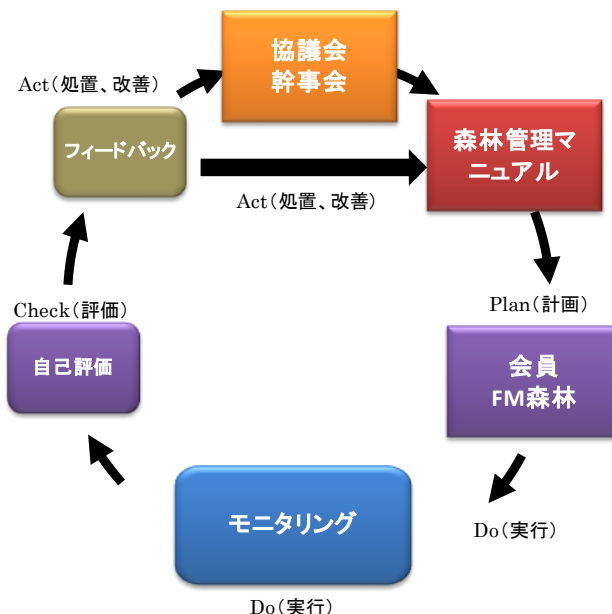 協議会
幹事会
Act(処置、改善)
フィードバック
森林管理マ
ニュアル
Act(処置、改善)
Plan(計画)
Check(評価)
自己評価
会員
FM森林
モニタリング
Do(実行)
Do(実行)